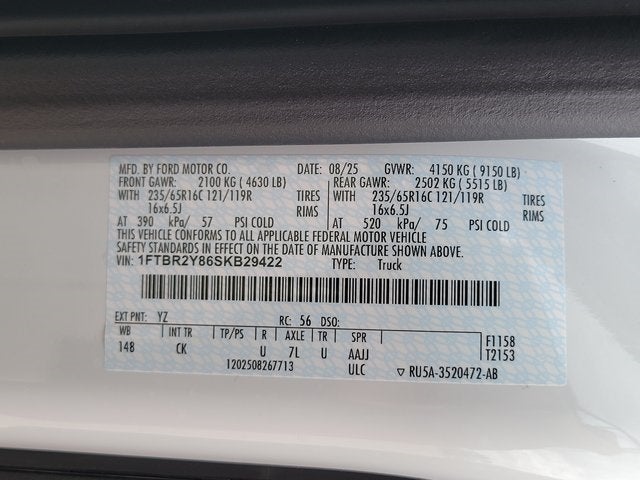 MFD. BY FORD MOTOR CO. DATE: 08/25 GVWR: 4150 KG ( 9150 LB)
FRONT GAWR: 2100 KG ( 4630 LB) REAR GAWR: 2502 KG ( 5515 LB)
WITH 235/65R16C 121/119R TIRES WITH 235/65R16C 121/119R TIRES
16x6.5J RIMS 16x6.5J RIMS
AT 390 kPa/ 57 PSI COLD AT 520 kPa/ 75 PSI COLD
THIS VEHICLE CONFORMS TO ALL APPLICABLE FEDERAL MOTOR VEHICLE
SAFETY STANDARDS IN EFFECT ON THE DATE OF MANUFACTURE SHOWN ABOVE.
VIN: 1FTBR2Y86SKB29422 TYPE: Truck
EXT PNT: YZ RC: 56 DSO:
WB INT TR TP/PS R AXLE TR SPR F1158
148 CK U 7L U AAJJ T2153
1202508267713 ULC ▽ RU5A-3520472-AB